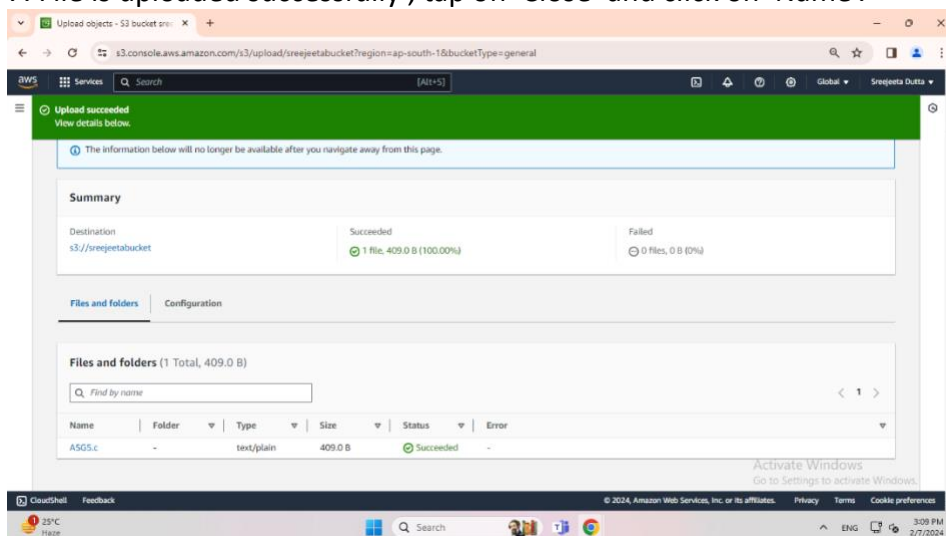 7. File is uploaded successfully , tap on 'Close' and click on 'Name'.
Upload objects - S3 bucket sree
s3.console.aws.amazon.com/s3/upload/sreejeetabucket?region=ap-south-1&bucketType=general
aws Services Search [Alt+S] Global Sreejeeta Dutta
Upload succeeded
View details below.
The information below will no longer be available after you navigate away from this page.
Summary
Destination Succeeded Failed
s3://sreejeetabucket 1 file, 409.0 B (100.00%) 0 files, 0 B (0%)
Files and folders Configuration
Files and folders (1 Total, 409.0 B)
Find by name 1
Name Folder Type Size Status Error
ASG5.c - text/plain 409.0 B Succeeded -
Activate Windows
Go to Settings to activate Windows.
CloudShell Feedback © 2024, Amazon Web Services, Inc. or its affiliates. Privacy Terms Cookie preferences
25°C Search ENG 3:09 PM
Haze 2/7/2024